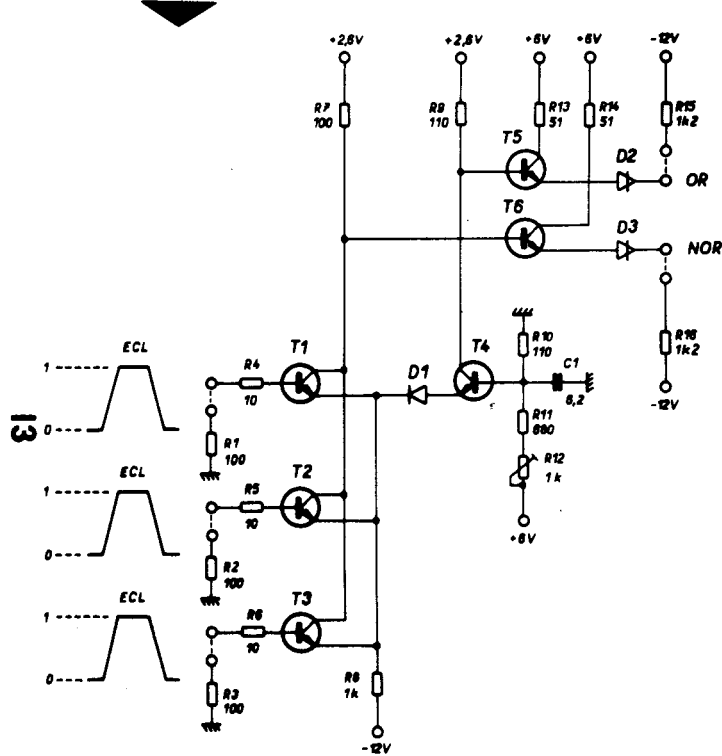 +2,6V +2,6V +6V +6V -12V
R7 100
R9 110
R13 51
R14 51
R15 1k2
T5
D2
OR
T6
D3
NOR
R16 1k2
-12V
ECL
1
0
R4 10
T1
D1
T4
R10 110
C1 6,2
R11 680
R12 1k
+6V
R1 100
13
ECL
1
0
R5 10
T2
R2 100
ECL
1
0
R6 10
T3
R3 100
R8 1k
-12V